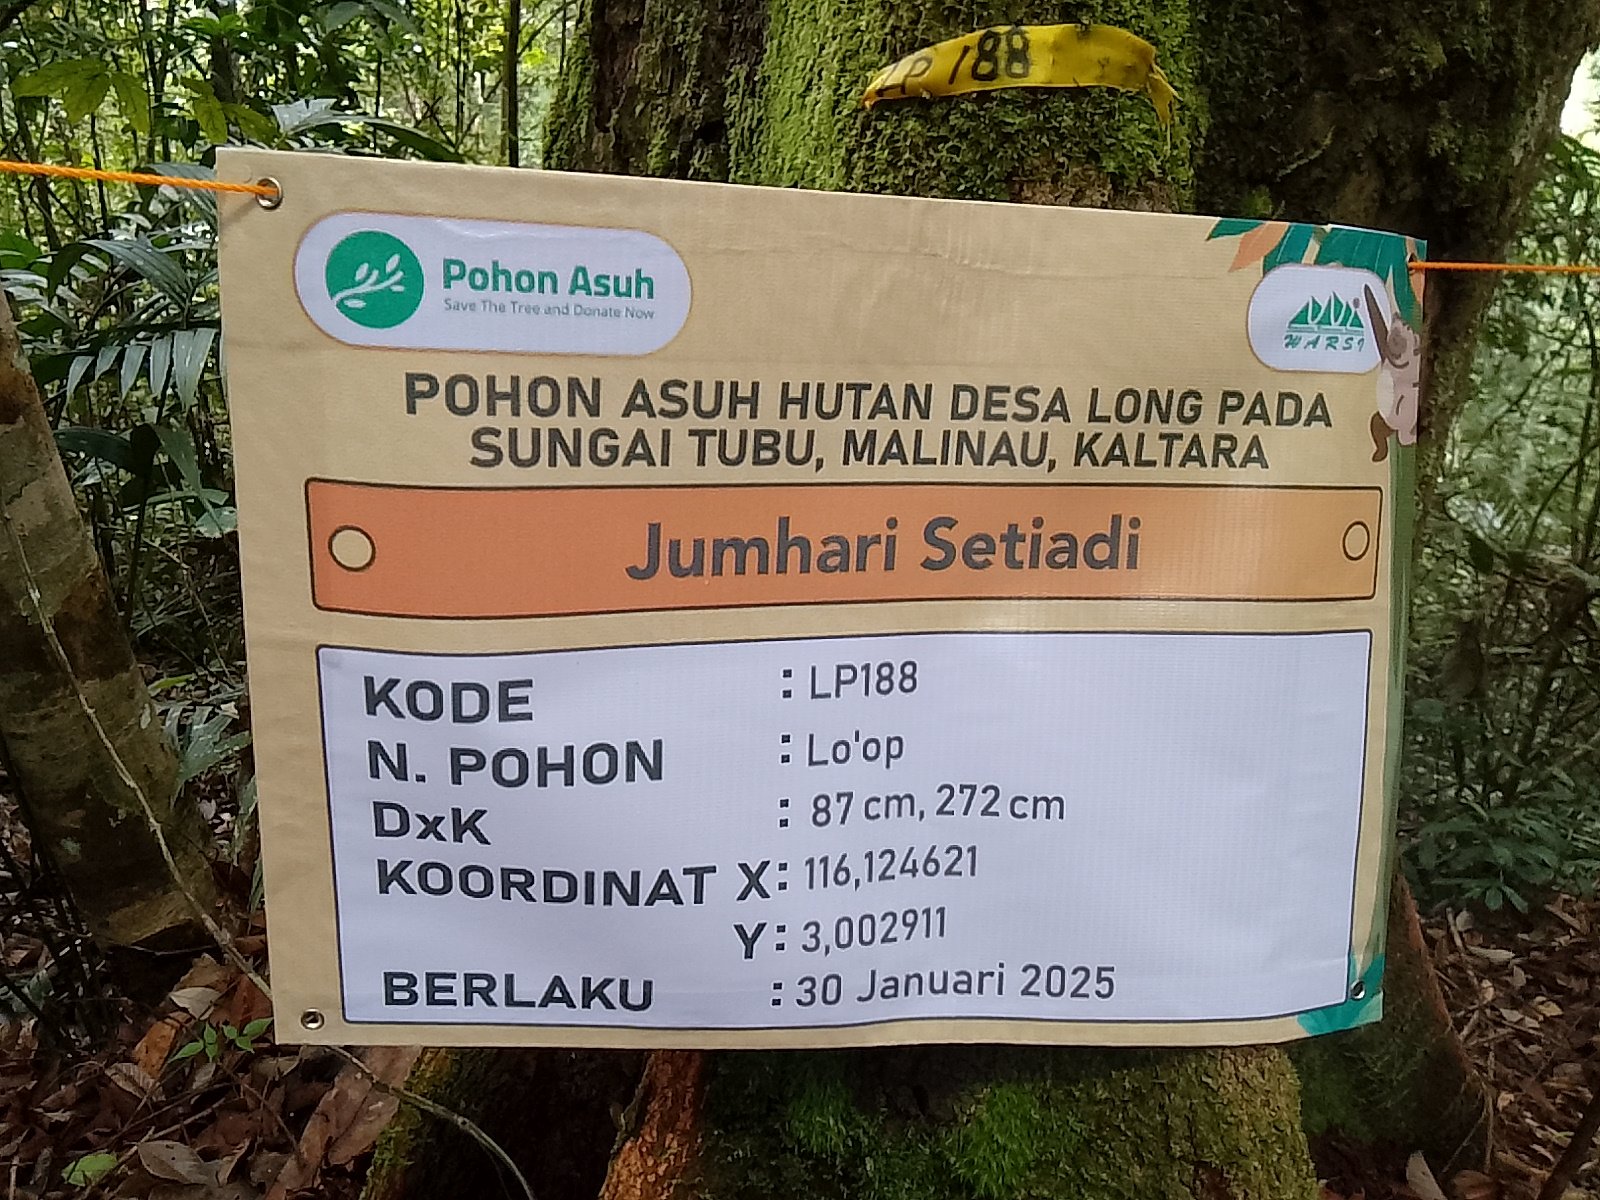 LP 188
Pohon Asuh
Save The Tree and Donate Now
WARSI
POHON ASUH HUTAN DESA LONG PADA
SUNGAI TUBU, MALINAU, KALTARA
Jumhari Setiadi
KODE : LP188
N. POHON : Lo'op
DxK : 87 cm, 272 cm
KOORDINAT X: 116,124621
Y: 3,002911
BERLAKU : 30 Januari 2025